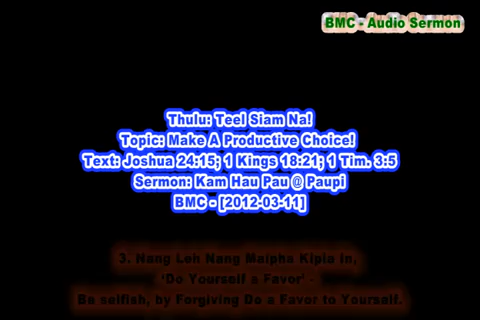 BMC - Audio Sermon
Thulu: Teel Siam Na!
Topic: Make A Productive Choice!
Text: Joshua 24:15; 1 Kings 18:21; 1 Tim. 3:5
Sermon: Kam Hau Pau @ Paupi
BMC - [2012-03-11]
3. Nang Leh Nang Maipha Kipia in,
'Do Yourself a Favor' -
Be selfish, by Forgiving Do a Favor to Yourself.